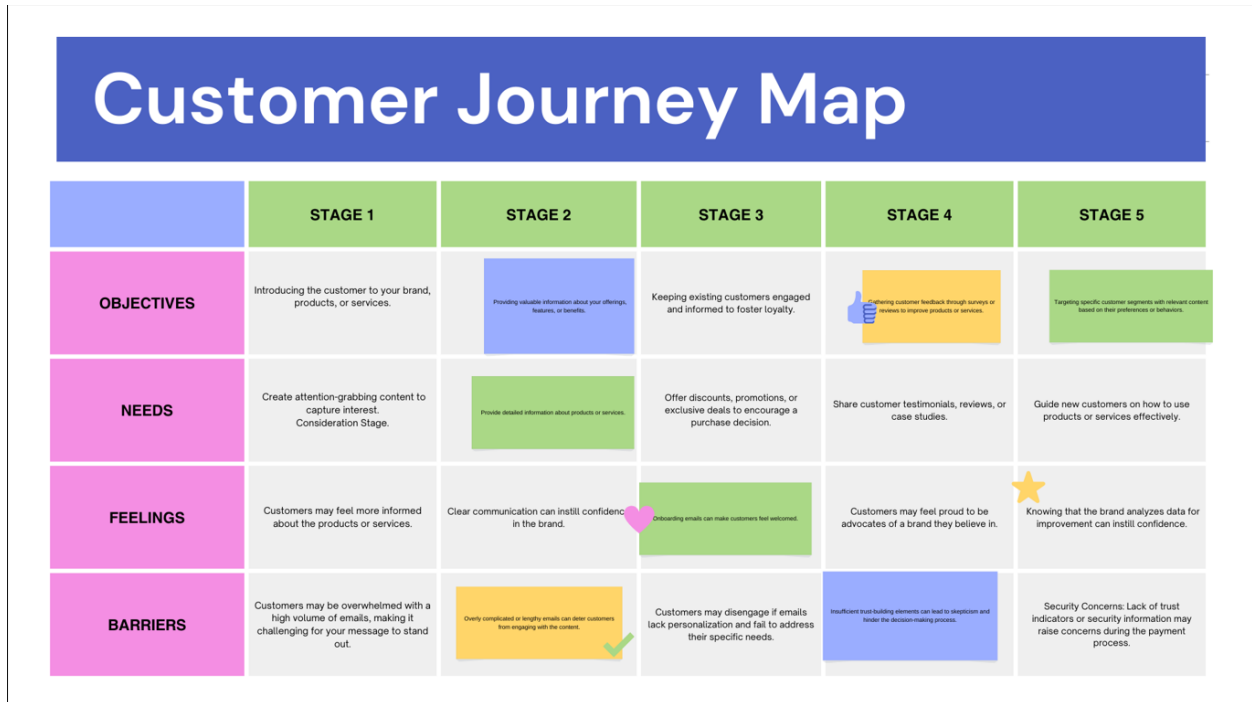 Customer Journey Map
STAGE 1
STAGE 2
STAGE 3
STAGE 4
STAGE 5
OBJECTIVES
Introducing the customer to your brand,
products, or services.
Providing valuable information about your offerings,
features, or benefits.
Keeping existing customers engaged
and informed to foster loyalty.
Gathering customer feedback through surveys or
reviews to improve products or services.
Targeting specific customer segments with relevant content
based on their preferences or behaviors.
NEEDS
Create attention-grabbing content to
capture interest.
Consideration Stage.
Provide detailed information about products or services.
Offer discounts, promotions, or
exclusive deals to encourage a
purchase decision.
Share customer testimonials, reviews, or
case studies.
Guide new customers on how to use
products or services effectively.
FEELINGS
Customers may feel more informed
about the products or services.
Clear communication can instill confidence
in the brand.
Onboarding emails can make customers feel welcomed.
Customers may feel proud to be
advocates of a brand they believe in.
Knowing that the brand analyzes data for
improvement can instill confidence.
BARRIERS
Customers may be overwhelmed with a
high volume of emails, making it
challenging for your message to stand
out.
Overly complicated or lengthy emails can deter customers
from engaging with the content.
Customers may disengage if emails
lack personalization and fail to address
their specific needs.
Insufficient trust-building elements can lead to skepticism and
hinder the decision-making process.
Security Concerns: Lack of trust
indicators or security information may
raise concerns during the payment
process.